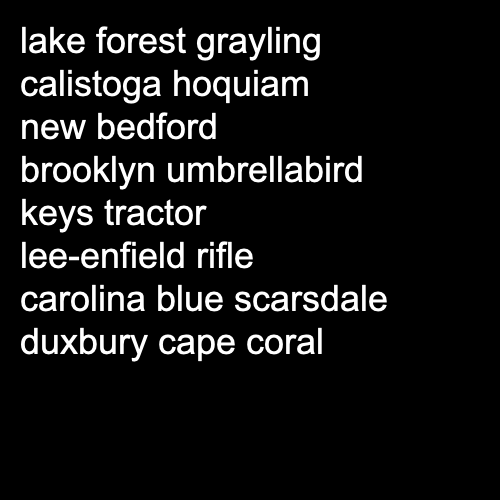 lake forest grayling
calistoga hoquiam
new bedford
brooklyn umbrellabird
keys tractor
lee-enfield rifle
carolina blue scarsdale
duxbury cape coral